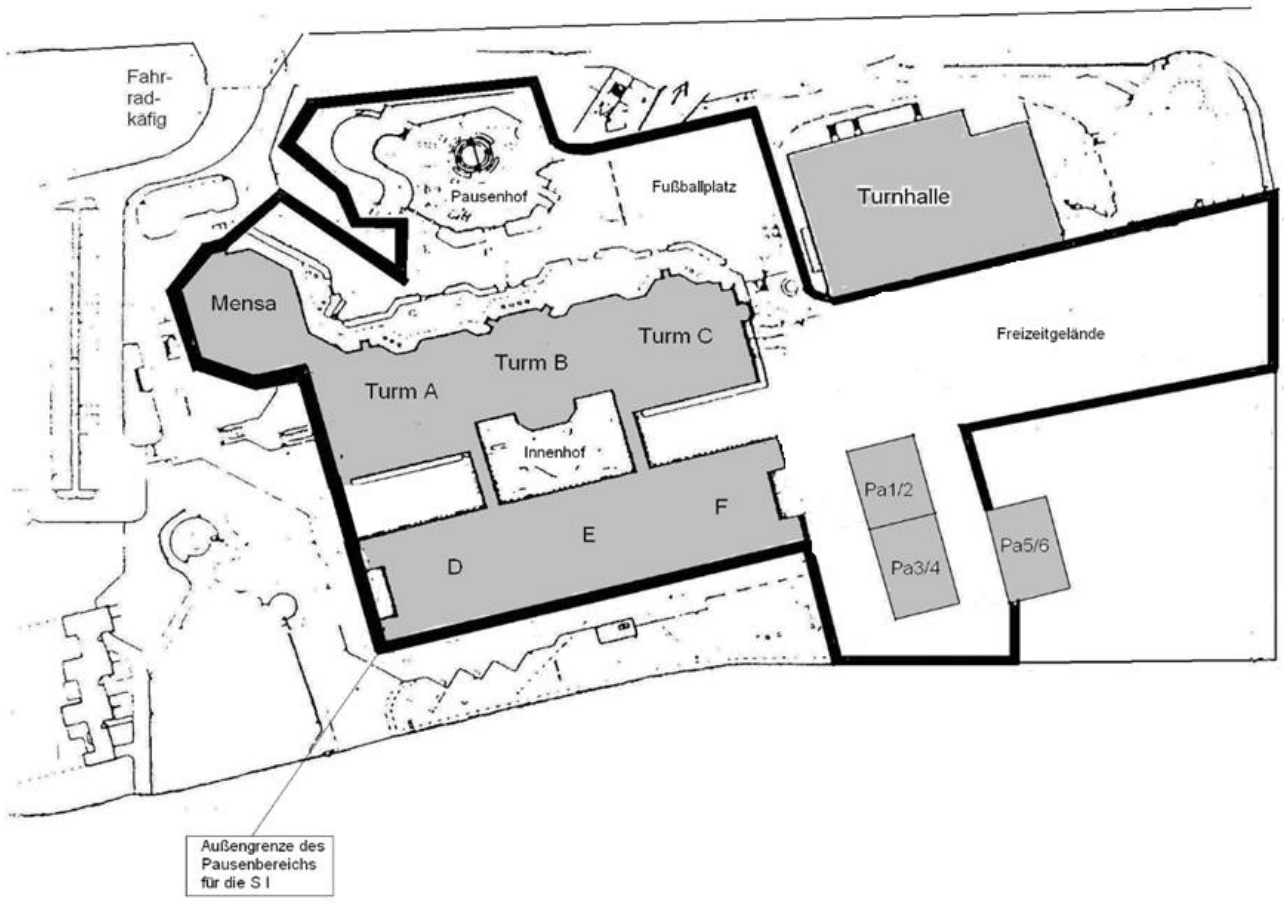 Fahr-
rad-
käfig
Pausenhof
Fußballplatz
Turnhalle
Mensa
Freizeitgelände
Turm A
Turm B
Turm C
Innenhof
Pa1/2
Pa3/4
Pa5/6
D
E
F
Außengrenze des
Pausenbereichs
für die S I